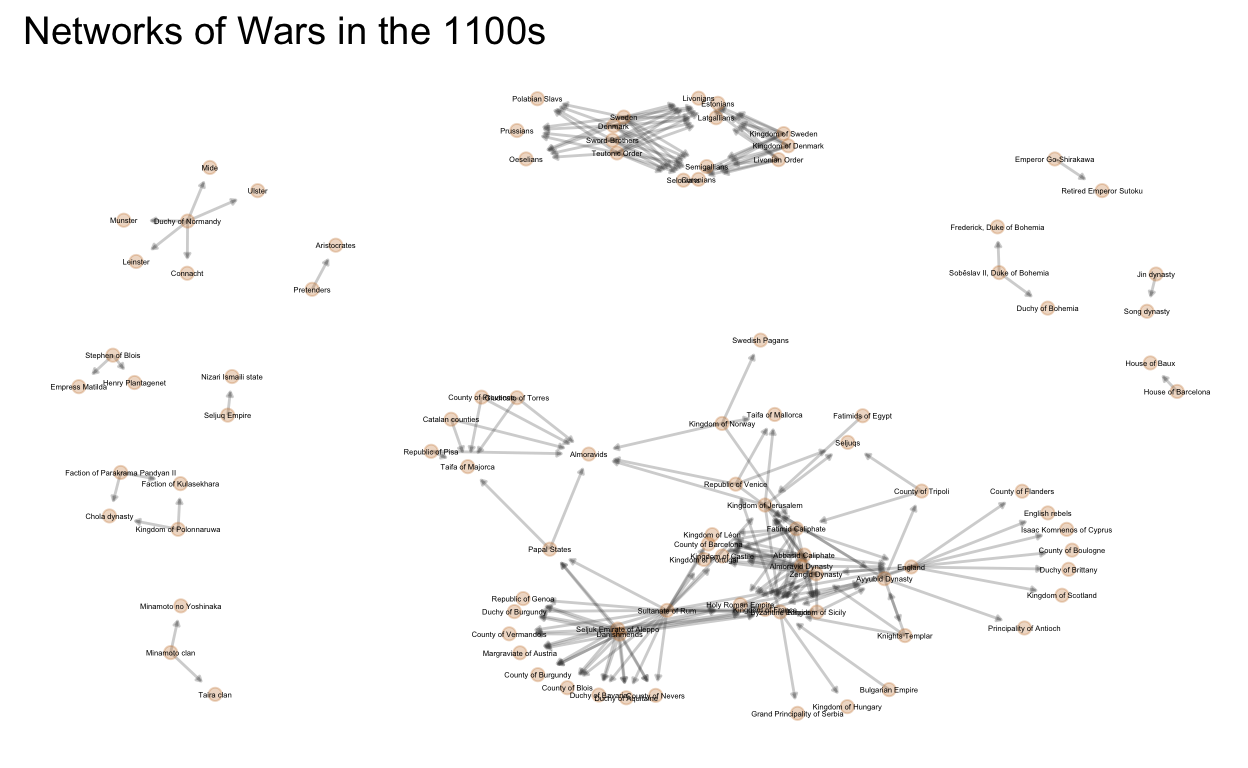 Networks of Wars in the 1100s
Polabian Slavs
Livonians
Estonians
Sweden
Latgallians
Denmark
Prussians
Kingdom of Sweden
Sword Brothers
Kingdom of Denmark
Teutonic Order
Oeselians
Livonian Order
Semigallians
Mide
Ulster
Munster
Duchy of Normandy
Leinster
Connacht
Aristocrates
Pretenders
Emperor Go-Shirakawa
Retired Emperor Sutoku
Frederick, Duke of Bohemia
Soběslav II, Duke of Bohemia
Duchy of Bohemia
Jin dynasty
Song dynasty
House of Baux
House of Barcelona
Stephen of Blois
Empress Matilda
Henry Plantagenet
Nizari Ismaili state
Seljuq Empire
Swedish Pagans
County of
of Torres
Catalan counties
Republic of Pisa
Taifa of Majorca
Almoravids
Kingdom of Norway
Taifa of Mallorca
Fatimids of Egypt
Seljuqs
Republic of Venice
County of Tripoli
Kingdom of Jerusalem
Fatimid Caliphate
Faction of Parakrama Pandyan II
Faction of Kulasekhara
Chola dynasty
Kingdom of Polonnaruwa
County of Flanders
English rebels
Isaac Komnenos of Cyprus
County of Boulogne
Duchy of Brittany
Kingdom of Scotland
Principality of Antioch
Papal States
Kingdom of León
County of Barcelona
Kingdom of Castile
Kingdom of Portugal
Abbasid Caliphate
Almoravid Dynasty
Zengid Dynasty
England
Ayyubid Dynasty
Republic of Genoa
Duchy of Burgundy
Sultanate of Rum
Holy Roman Empire
Kingdom of Sicily
County of Vermandois
Seljuk Emirate of Aleppo
Danishmends
Knights Templar
Margraviate of Austria
County of Burgundy
County of Blois
Duchy of Bavaria
Duchy of Aquitaine
County of Nevers
Bulgarian Empire
Kingdom of Hungary
Grand Principality of Serbia
Minamoto no Yoshinaka
Minamoto clan
Taira clan